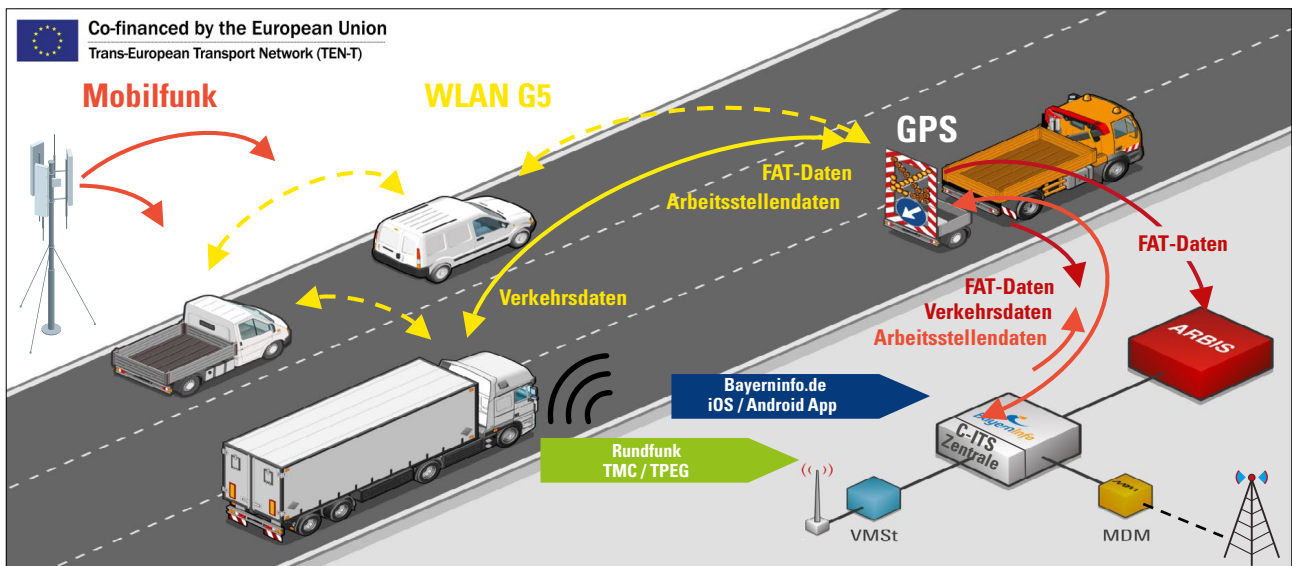 Co-financed by the European Union
Trans-European Transport Network (TEN-T)
Mobilfunk
WLAN G5
GPS
FAT-Daten
Arbeitsstellendaten
FAT-Daten
Verkehrsdaten
FAT-Daten
Verkehrsdaten
Arbeitsstellendaten
ARBIS
Bayerninfo.de
iOS / Android App
BayernInfo
C-ITS
Zentrale
Rundfunk
TMC / TPEG
VMSt
MDM
MDM